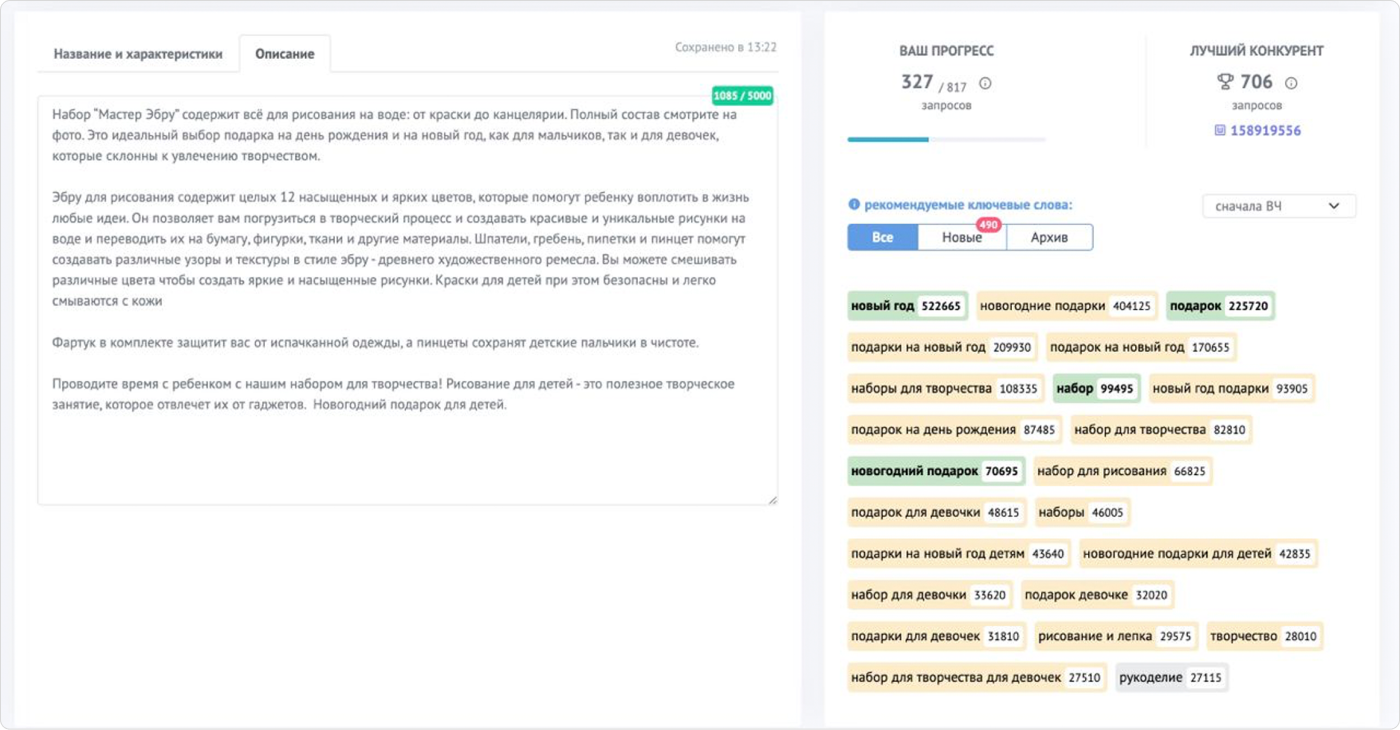 Название и характеристики
Описание
Сохранено в 13:22
1085 / 5000
Набор "Мастер Эбру" содержит всё для рисования на воде: от краски до канцелярии. Полный состав смотрите на
фото. Это идеальный выбор подарка на день рождения и на новый год, как для мальчиков, так и для девочек,
которые склонны к увлечению творчеством.
Эбру для рисования содержит целых 12 насыщенных и ярких цветов, которые помогут ребенку воплотить в жизнь
любые идеи. Он позволяет вам погрузиться в творческий процесс и создавать красивые и уникальные рисунки на
воде и переводить их на бумагу, фигурки, ткани и другие материалы. Шпатели, гребень, пипетки и пинцет помогут
создавать различные узоры и текстуры в стиле эбру - древнего художественного ремесла. Вы можете смешивать
различные цвета чтобы создать яркие и насыщенные рисунки. Краски для детей при этом безопасны и легко
смываются с кожи
Фартук в комплекте защитит вас от испачканной одежды, а пинцеты сохранят детские пальчики в чистоте.
Проводите время с ребенком с нашим набором для творчества! Рисование для детей - это полезное творческое
занятие, которое отвлечет их от гаджетов. Новогодний подарок для детей.
ВАШ ПРОГРЕСС
327 / 817
запросов
ЛУЧШИЙ КОНКУРЕНТ
706
запросов
158919556
рекомендуемые ключевые слова:
сначала ВЧ
Все Новые 490 Архив
новый год 522665 новогодние подарки 404125 подарок 225720
подарки на новый год 209930 подарок на новый год 170655
наборы для творчества 108335 набор 99495 новый год подарки 93905
подарок на день рождения 87485 набор для творчества 82810
новогодний подарок 70695 набор для рисования 66825
подарок для девочки 48615 наборы 46005
подарки на новый год детям 43640 новогодние подарки для детей 42835
набор для девочки 33620 подарок девочке 32020
подарки для девочек 31810 рисование и лепка 29575 творчество 28010
набор для творчества для девочек 27510 рукоделие 27115